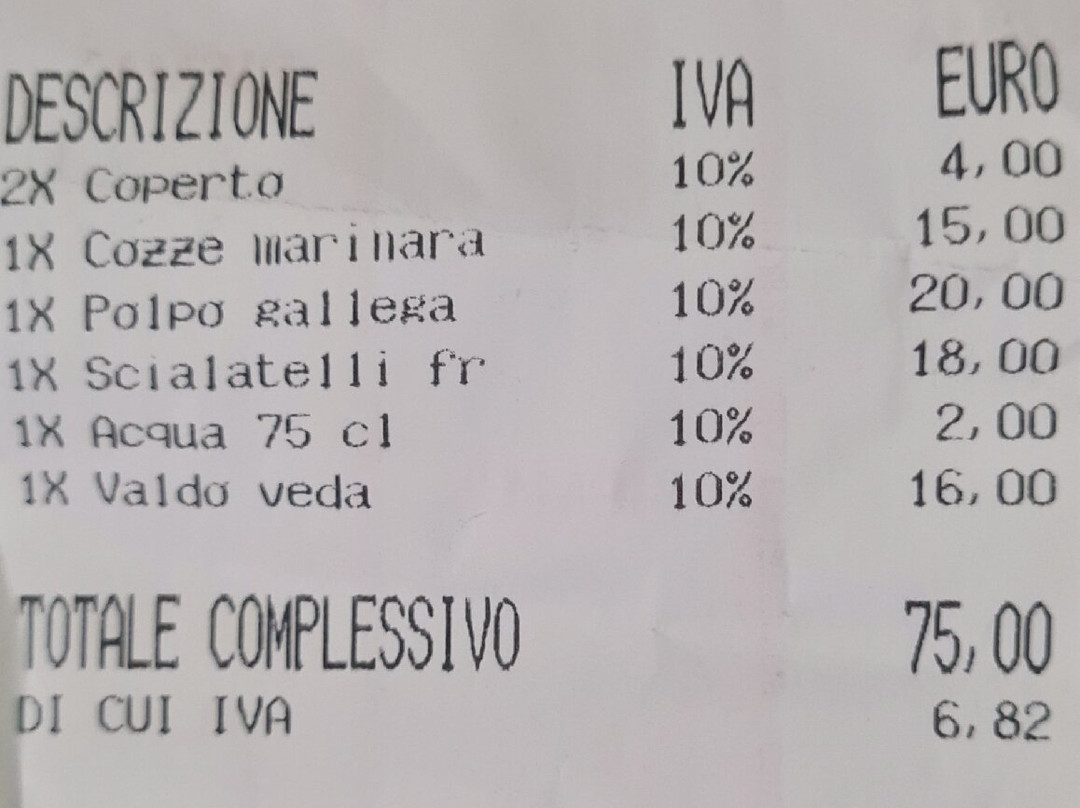 DESCRIZIONE IVA EURO
2X Coperto 10% 4,00
1X Cozze marinara 10% 15,00
1X Polpo gallega 10% 20,00
1X Scialatelli fr 10% 18,00
1X Acqua 75 cl 10% 2,00
1X Valdo veda 10% 16,00
TOTALE COMPLESSIVO 75,00
DI CUI IVA 6,82